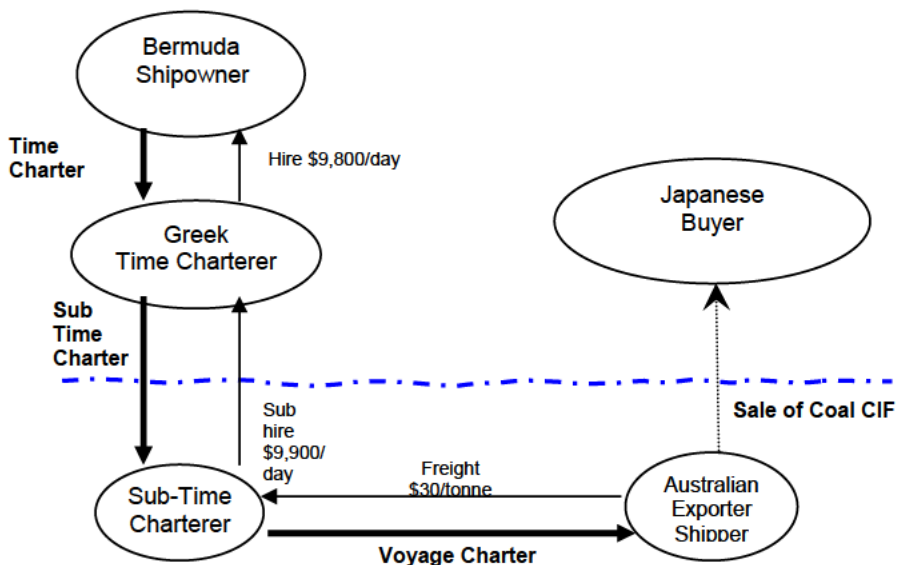 Bermuda
Shipowner
Time
Charter
Hire $9,800/day
Japanese
Buyer
Greek
Time Charterer
Sub
Time
Charter
Sale of Coal CIF
Sub
hire
$9,900/
day
Freight
$30/tonne
Sub-Time
Charterer
Australian
Exporter
Shipper
Voyage Charter